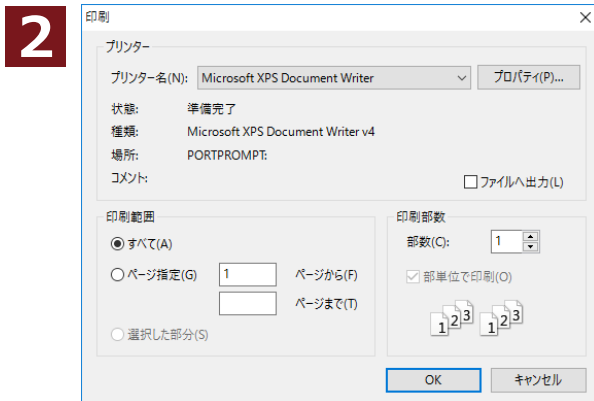 2
印刷
プリンター
プリンター名(N): Microsoft XPS Document Writer プロパティ(P)...
状態: 準備完了
種類: Microsoft XPS Document Writer v4
場所: PORTPROMPT:
コメント: ファイルへ出力(L)
印刷範囲 印刷部数
すべて(A) 部数(C): 1
ページ指定(G) 1 ページから(F) 部単位で印刷(O)
ページまで(T)
1 2 3 1 2 3
選択した部分(S)
OK キャンセル